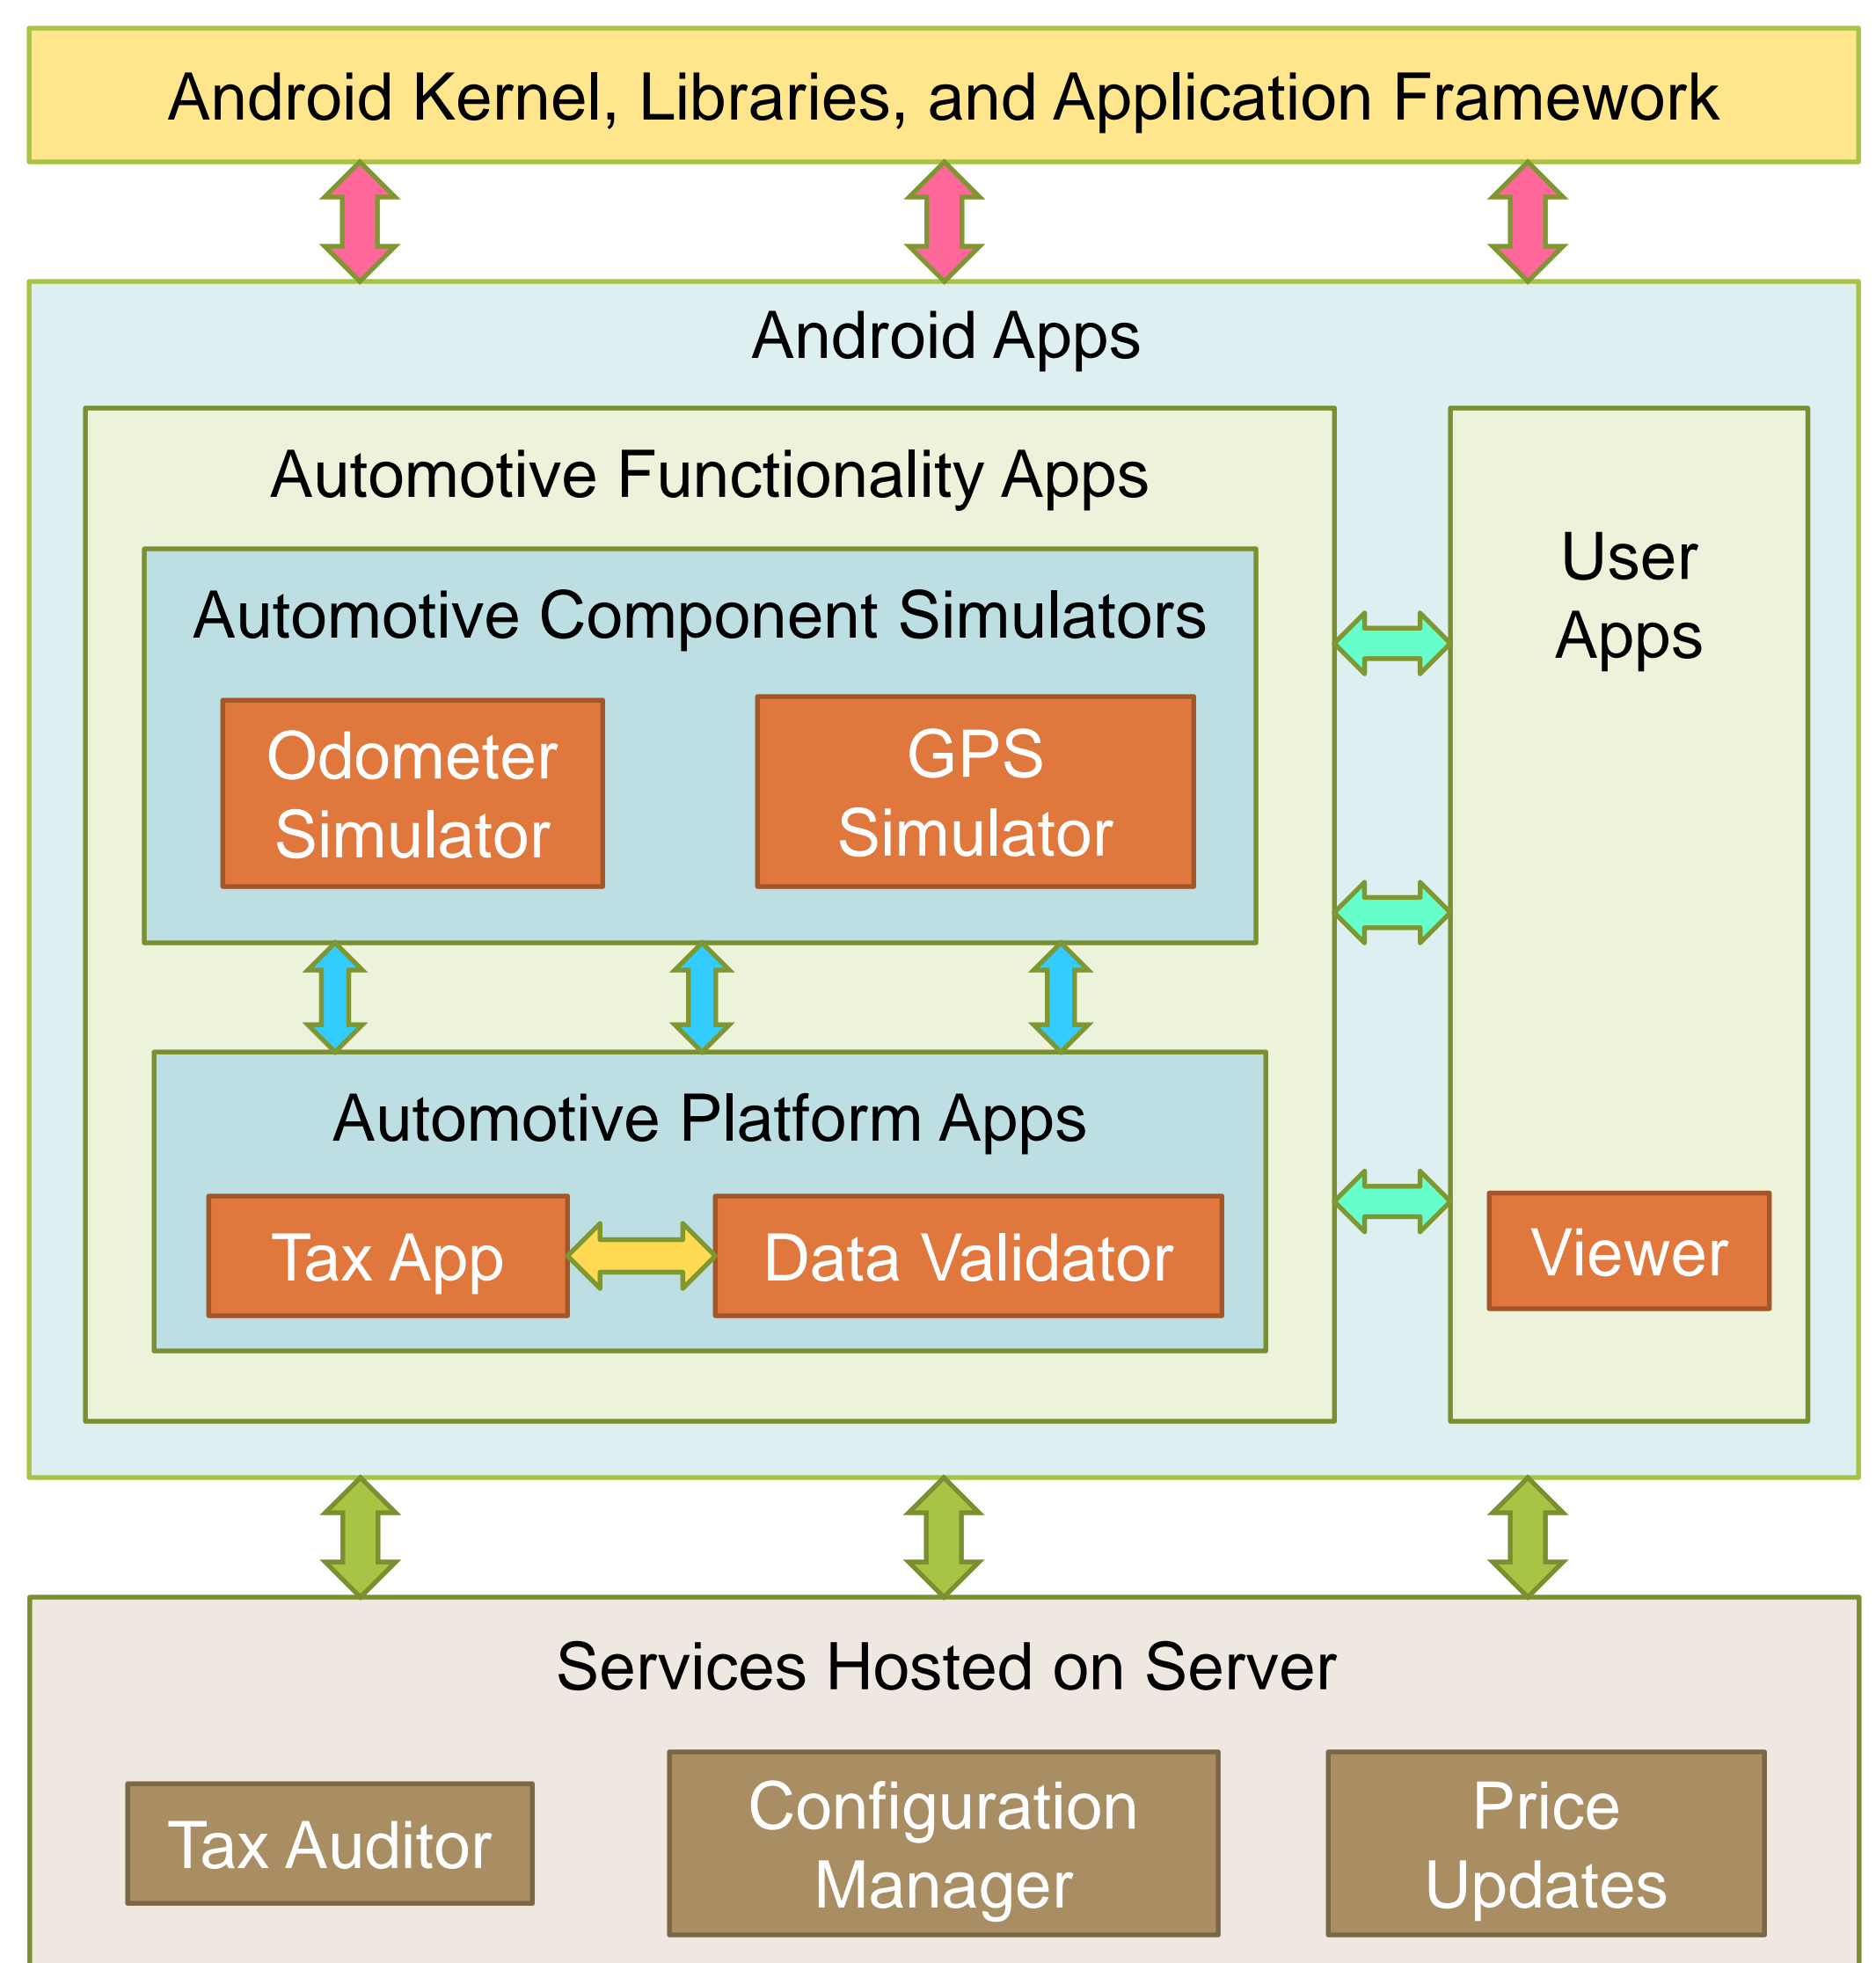 Android Kernel, Libraries, and Application Framework
Android Apps
Automotive Functionality Apps
Automotive Component Simulators
Odometer
Simulator
GPS
Simulator
Automotive Platform Apps
Tax App
Data Validator
User
Apps
Viewer
Services Hosted on Server
Tax Auditor
Configuration
Manager
Price
Updates